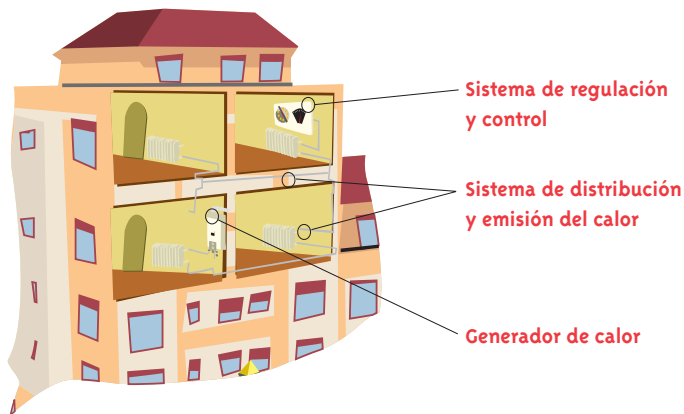 Sistema de regulación
y control
Sistema de distribución
y emisión del calor
Generador de calor